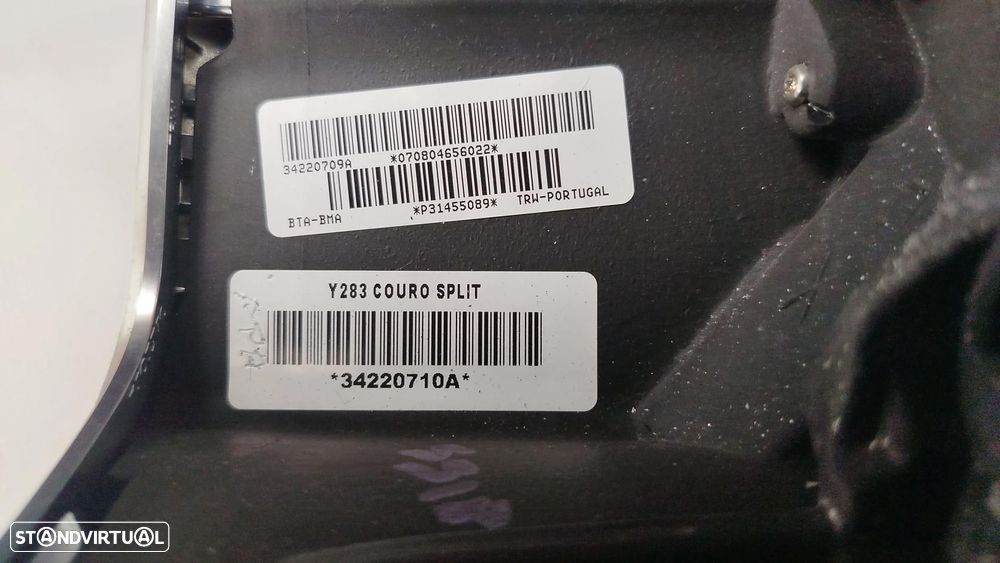 34220709A *070804656022*
BTA-BMA *P31455089* TRW-PORTUGAL
Y283 COURO SPLIT
*34220710A*
STANDVIRTUAL